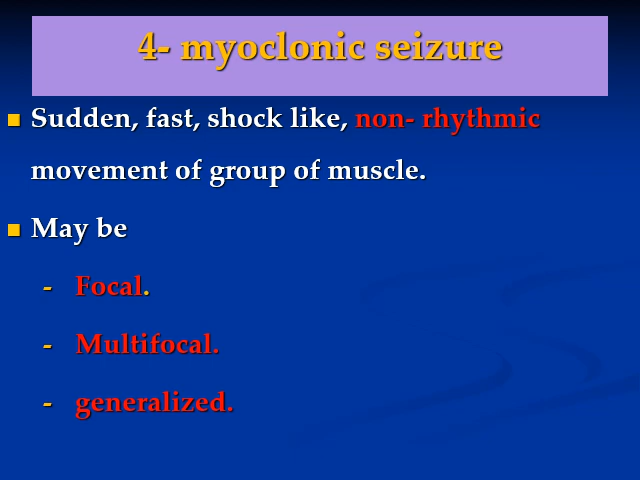 4- myoclonic seizure
Sudden, fast, shock like, non- rhythmic
movement of group of muscle.
May be
- Focal.
- Multifocal.
- generalized.